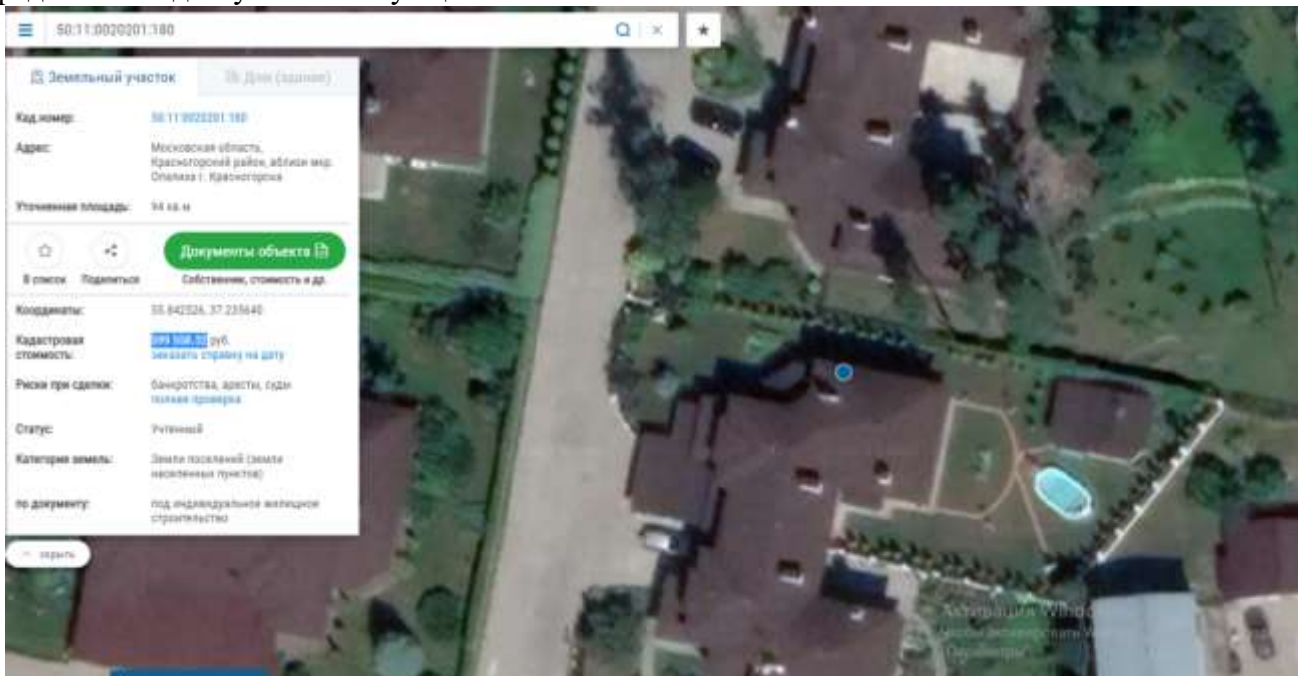 50:11:0020201:180
Земельный участок
Дом (здание)
Кад.номер: 50:11:0020201:180
Адрес: Московская область,
Красногорский район, вблизи мкр.
Опалиха г. Красногорска
Уточненная площадь: 94 кв.м
Документы объекта
В список Поделиться Собственник, стоимость и др.
Координаты: 55.842526, 37.235640
Кадастровая руб.
стоимость: заказать справку на дату
Риски при сделке: банкротства, аресты, суды
полная проверка
Статус: Учтенный
Категория земель: Земли поселений (земли
населенных пунктов)
по документу: под индивидуальное жилищное
строительство
скрыть
Активация Windows
"Параметры"